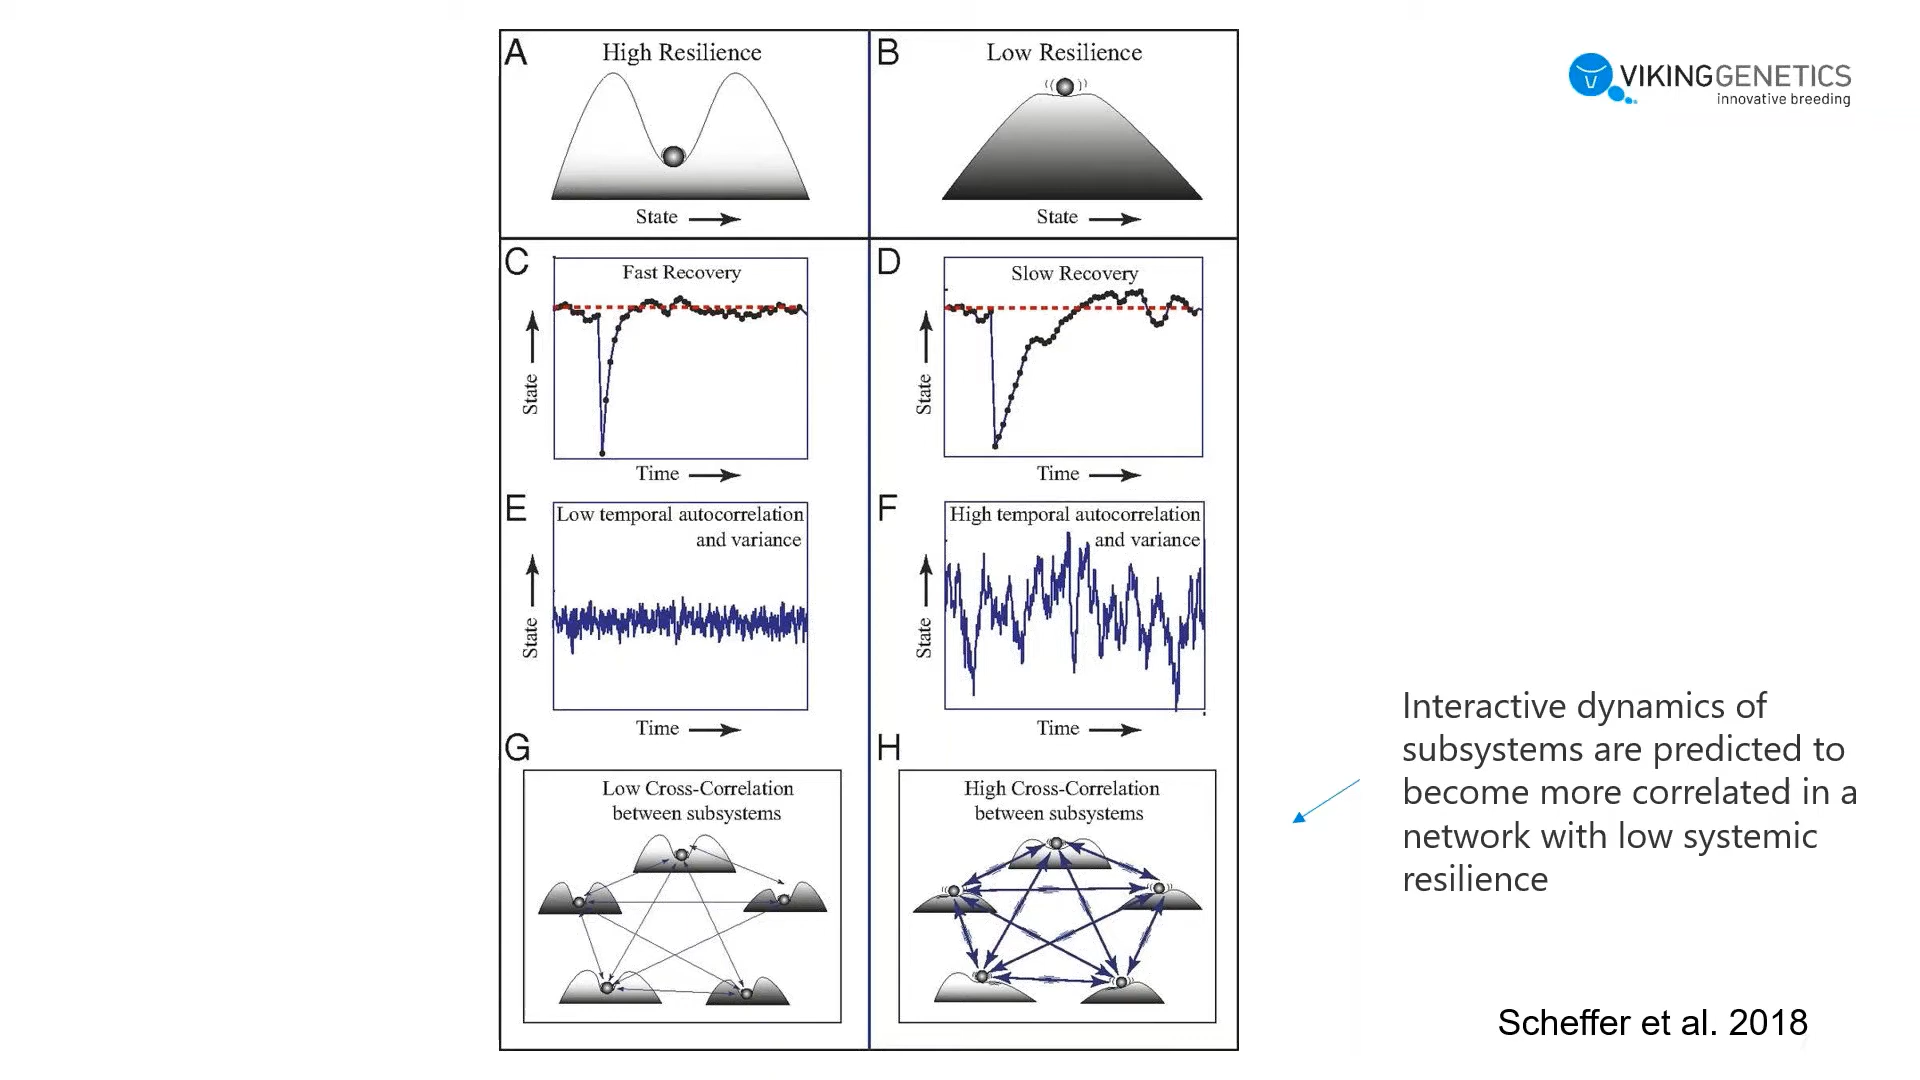 A
High Resilience
State
B
Low Resilience
State
VIKINGGENETICS
innovative breeding
C
Fast Recovery
State
Time
D
Slow Recovery
State
Time
E
Low temporal autocorrelation
and variance
State
Time
F
High temporal autocorrelation
and variance
State
Time
G
Low Cross-Correlation
between subsystems
H
High Cross-Correlation
between subsystems
Interactive dynamics of
subsystems are predicted to
become more correlated in a
network with low systemic
resilience
Scheffer et al. 2018